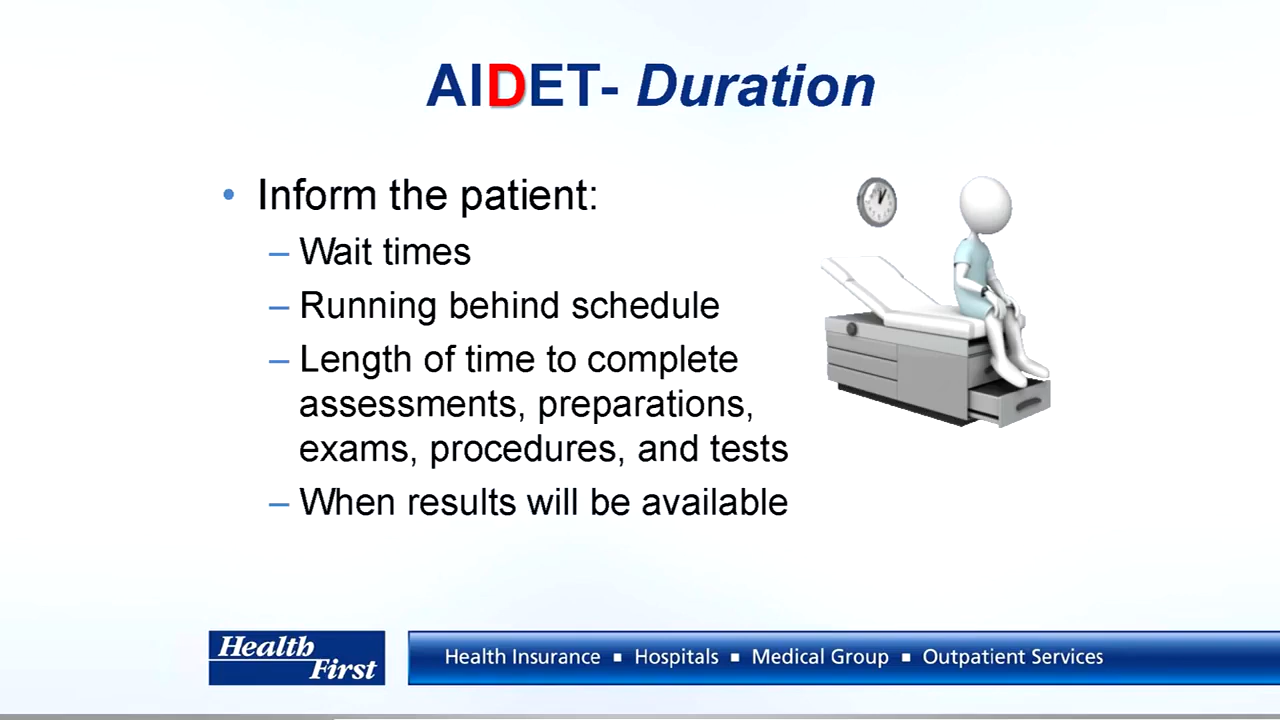 AIDET- Duration
• Inform the patient:
– Wait times
– Running behind schedule
– Length of time to complete
assessments, preparations,
exams, procedures, and tests
– When results will be available
Health
First
Health Insurance ▪ Hospitals ▪ Medical Group ▪ Outpatient Services